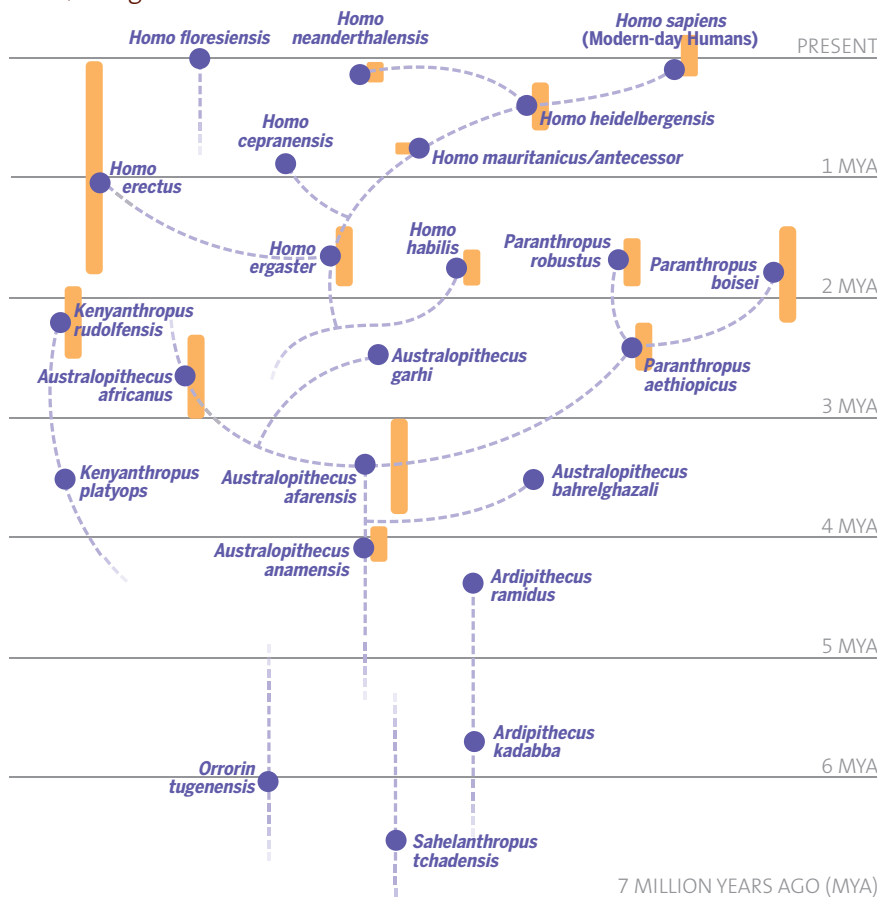 Homo floresiensis
Homo
neanderthalensis
Homo sapiens
(Modern-day Humans)
PRESENT
Homo
cepranensis
Homo heidelbergensis
Homo mauritanicus/antecessor
Homo
erectus
1 MYA
Homo
ergaster
Homo
habilis
Paranthropus
robustus
Paranthropus
boisei
2 MYA
Kenyanthropus
rudolfensis
Australopithecus
africanus
Australopithecus
garhi
Paranthropus
aethiopicus
3 MYA
Kenyanthropus
platyops
Australopithecus
afarensis
Australopithecus
bahrelghazali
4 MYA
Australopithecus
anamensis
Ardipithecus
ramidus
5 MYA
Ardipithecus
kadabba
Orrorin
tugenensis
6 MYA
Sahelanthropus
tchadensis
7 MILLION YEARS AGO (MYA)